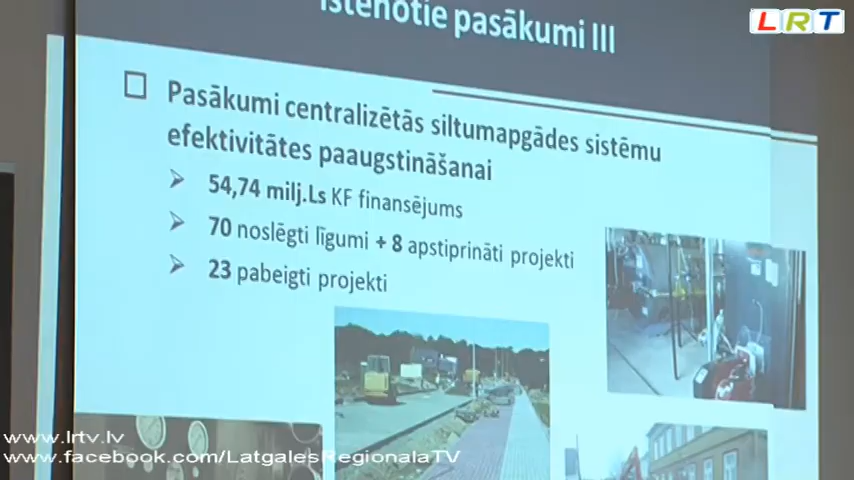 īstenotie pasākumi III
LRT
Pasākumi centralizētās siltumapgādes sistēmu
efektivitātes paaugstināšanai
54,74 milj.Ls KF finansējums
70 noslēgti līgumi + 8 apstiprināti projekti
23 pabeigti projekti
www.lrtv.lv
www.facebook.com/LatgalesRegionalaTV